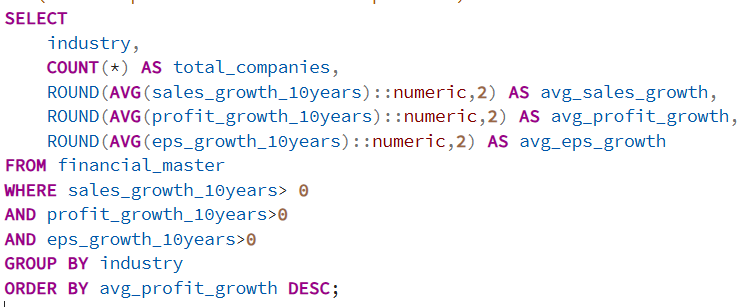 SELECT
industry,
COUNT(*) AS total_companies,
ROUND(AVG(sales_growth_10years)::numeric,2) AS avg_sales_growth,
ROUND(AVG(profit_growth_10years)::numeric,2) AS avg_profit_growth,
ROUND(AVG(eps_growth_10years)::numeric,2) AS avg_eps_growth
FROM financial_master
WHERE sales_growth_10years> 0
AND profit_growth_10years>0
AND eps_growth_10years>0
GROUP BY industry
ORDER BY avg_profit_growth DESC;